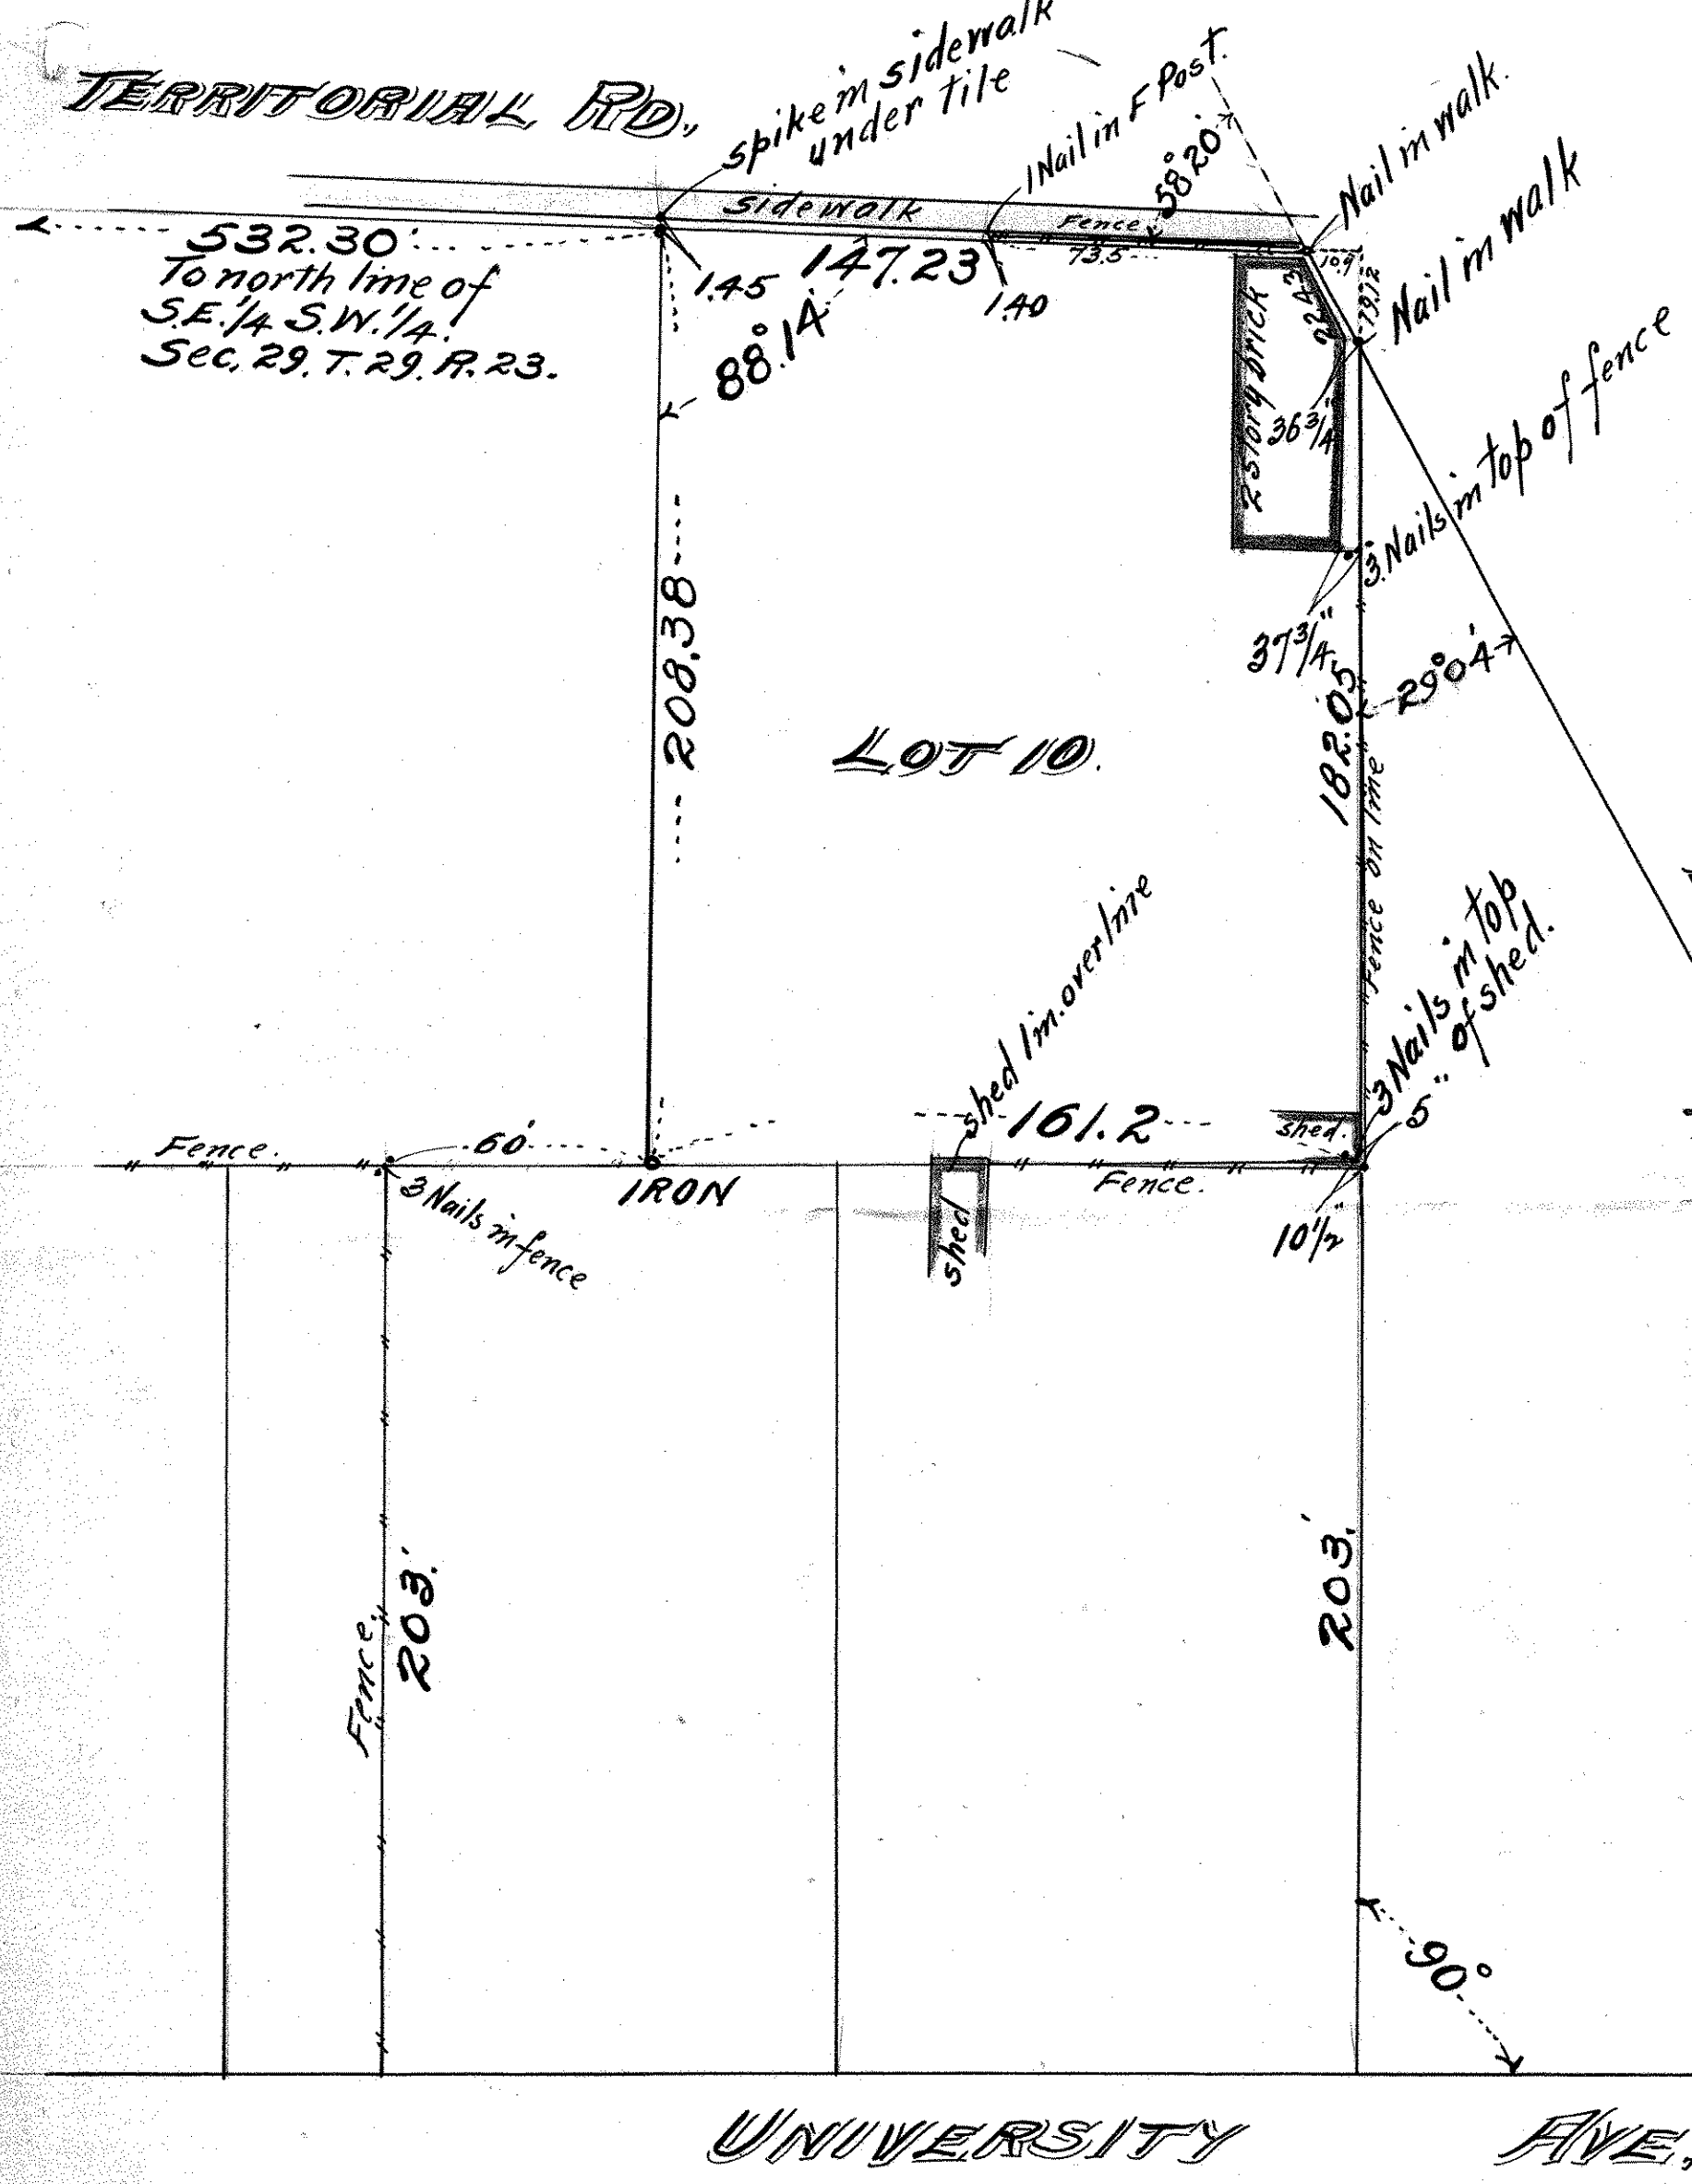 TERRITORIAL RD.,
spike in sidewalk
under tile
1 Nail in F Post.
58°20'
Nail in walk.
Nail in walk
Sidewalk
Fence
532.30'
To north line of
S.E.1/4 S.W.1/4.
Sec. 29. T. 29. R. 23.
1.45
147.23
73.5
1.40
10.9
19.12
22.43
88°14'
2 story brick
36 3/4"
3 Nails in top of fence
37 3/4"
208.38
182.05
29°04'
LOT 10.
Fence on line
shed 1 in. over line
3 Nails in top
of shed.
5"
161.2
shed.
Fence.
60'
IRON
3 Nails in fence
Fence.
shed
10 1/2"
Fence.
203.'
203.'
90°
UNIVERSITY AVE.,